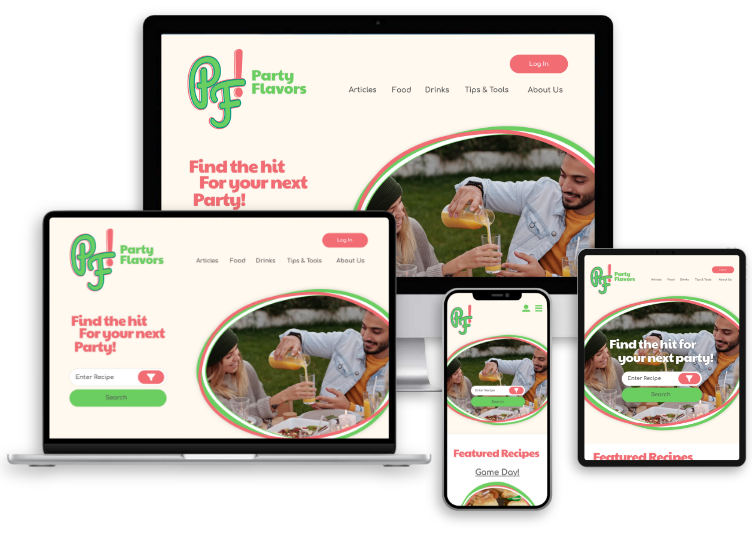 PF!
Party
Flavors
Log In
Articles
Food
Drinks
Tips & Tools
About Us
Find the hit
For your next
Party!
PF!
Party
Flavors
Log In
Articles
Food
Drinks
Tips & Tools
About Us
Find the hit
For your next
Party!
Enter Recipe
Search
PF!
Enter Recipe
Search
Featured Recipes
Game Day!
PF!
Party
Flavors
Articles
Food
Drinks
Tips & Tools
About Us
Find the hit for
your next party!
Enter Recipe
Search
Featured Recipes